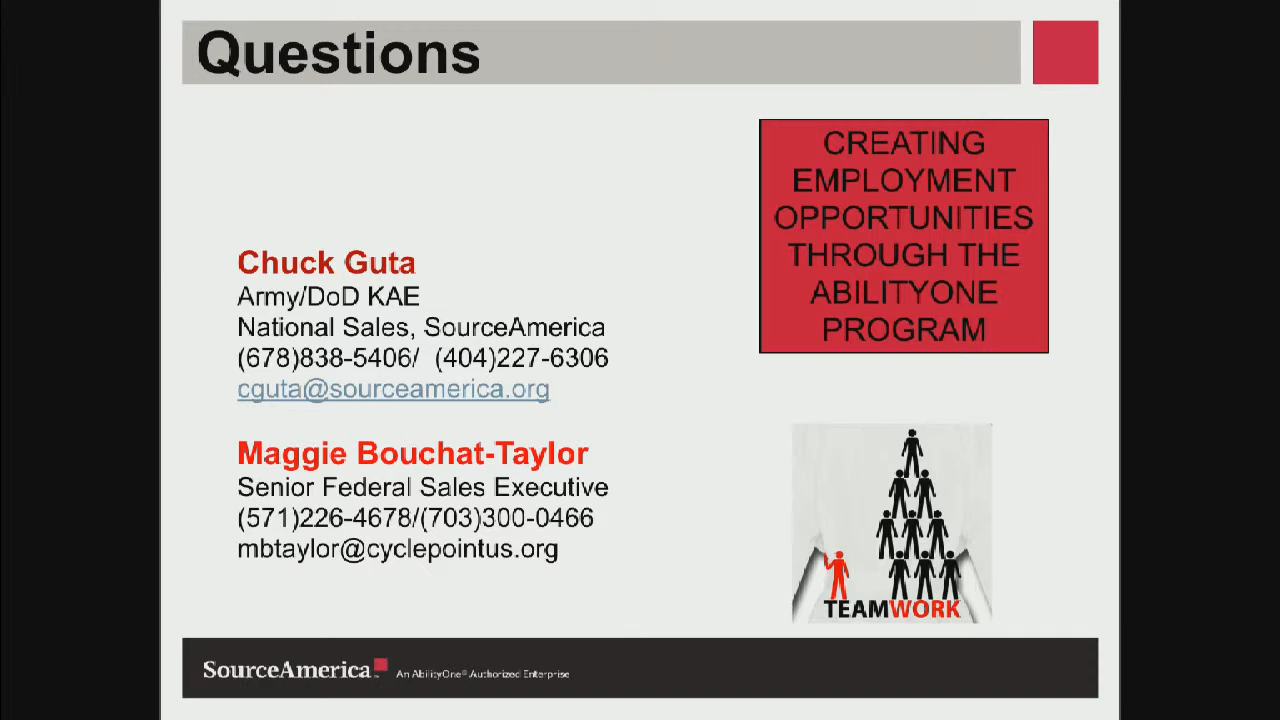 Questions
CREATING
EMPLOYMENT
OPPORTUNITIES
THROUGH THE
ABILITYONE
PROGRAM
Chuck Guta
Army/DoD KAE
National Sales, SourceAmerica
(678)838-5406/ (404)227-6306
cguta@sourceamerica.org
Maggie Bouchat-Taylor
Senior Federal Sales Executive
(571)226-4678/(703)300-0466
mbtaylor@cyclepointus.org
TEAMWORK
SourceAmerica An AbilityOne® Authorized Enterprise